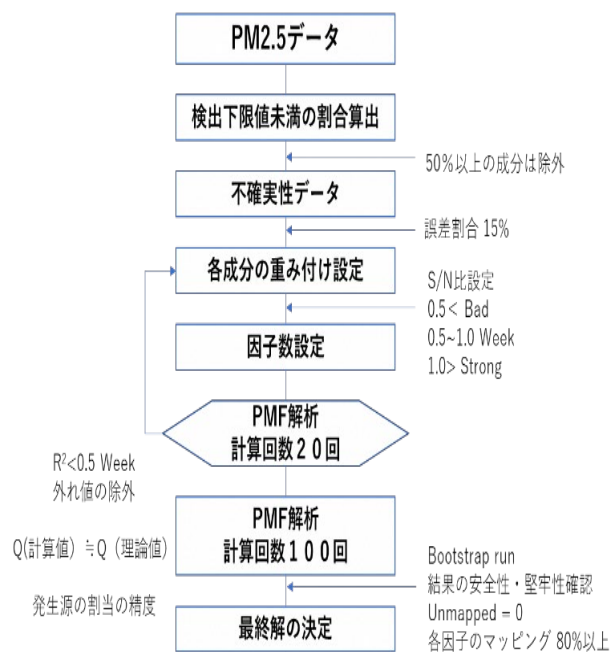 PM2.5データ
検出下限値未満の割合算出
50%以上の成分は除外
不確実性データ
誤差割合 15%
各成分の重み付け設定
S/N比設定
0.5< Bad
0.5~1.0 Week
1.0> Strong
因子数設定
PMF解析
計算回数２０回
R²<0.5 Week
外れ値の除外
PMF解析
計算回数１００回
Q(計算値) ≒Q（理論値）
発生源の割当の精度
Bootstrap run
結果の安全性・堅牢性確認
Unmapped = 0
各因子のマッピング 80%以上
最終解の決定